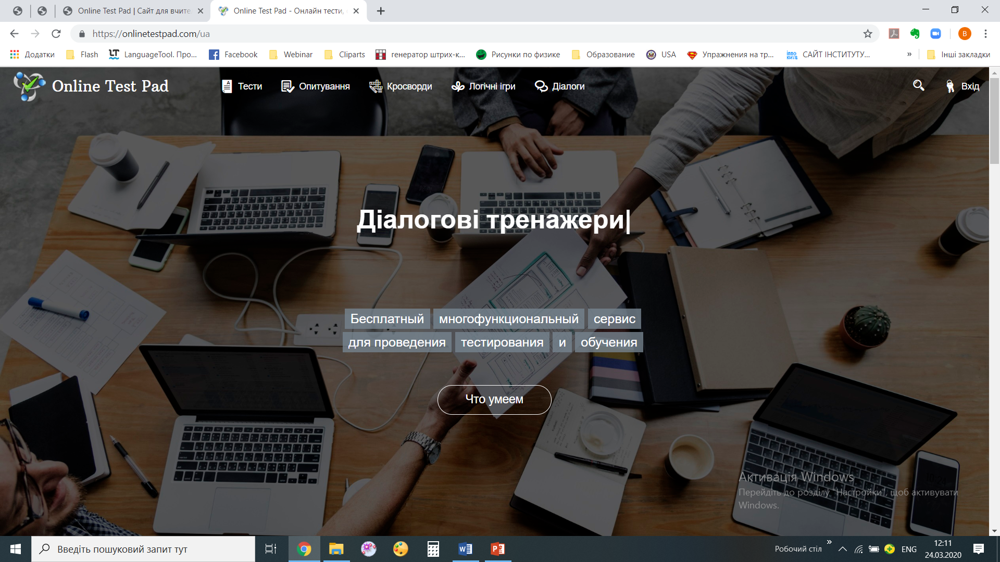 Online Test Pad | Сайт для вчите
Online Test Pad - Онлайн тести,
https://onlinetestpad.com/ua
B
Додатки Flash LanguageTool. Про... Facebook Webinar Cliparts генератор штрих-к... Рисунки по физике Образование USA Упражнения на тр... САЙТ ІНСТИТУТУ... » Інші закладки
Online Test Pad Тести Опитування Кросворди Логічні ігри Діалоги Вхід
Діалогові тренажери|
Бесплатный многофункциональный сервис
для проведения тестирования и обучения
Что умеем
Активація Windows
Перейдіть до розділу "Настройки", щоб активувати
Windows.
Введіть пошуковий запит тут
Робочий стіл » ENG
12:11
24.03.2020